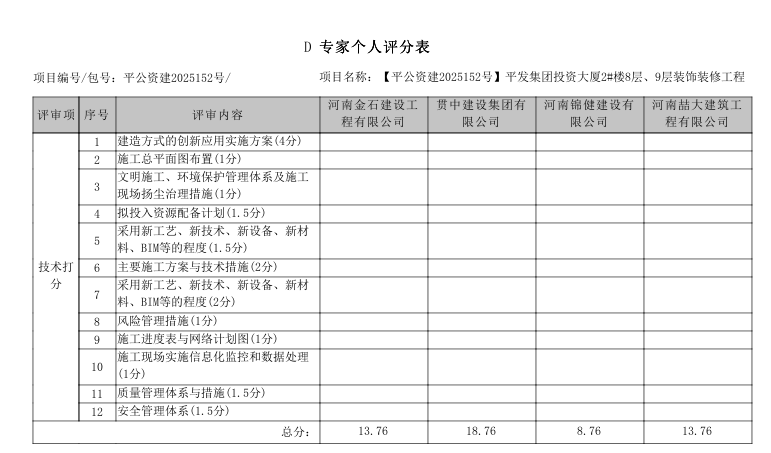 D 专家个人评分表
项目编号/包号: 平公资建2025152号/ 项目名称: 【平公资建2025152号】平发集团投资大厦2#楼8层、9层装饰装修工程
评审项 序号 评审内容 河南金石建设工程有限公司 贯中建设集团有限公司 河南锦健建设有限公司 河南喆大建筑工程有限公司
技术打分
1 建造方式的创新应用实施方案(4分)
2 施工总平面图布置(1分)
3 文明施工、环境保护管理体系及施工
现场扬尘治理措施(1分)
4 拟投入资源配备计划(1.5分)
5 采用新工艺、新技术、新设备、新材
料、BIM等的程度(1.5分)
6 主要施工方案与技术措施(2分)
7 采用新工艺、新技术、新设备、新材
料、BIM等的程度(2分)
8 风险管理措施(1分)
9 施工进度表与网络计划图(1分)
10 施工现场实施信息化监控和数据处理
(1分)
11 质量管理体系与措施(1.5分)
12 安全管理体系(1.5分)
总分: 13.76 18.76 8.76 13.76